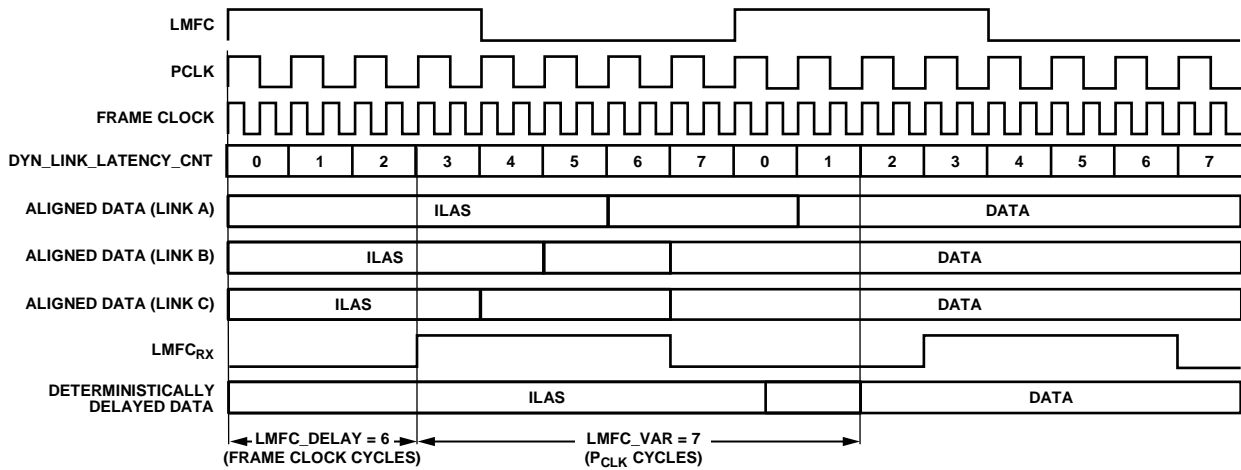 LMFC
PCLK
FRAME CLOCK
DYN_LINK_LATENCY_CNT 0 1 2 3 4 5 6 7 0 1 2 3 4 5 6 7
ALIGNED DATA (LINK A) ILAS DATA
ALIGNED DATA (LINK B) ILAS DATA
ALIGNED DATA (LINK C) ILAS DATA
LMFCRX
DETERMINISTICALLY
DELAYED DATA
ILAS DATA
LMFC_DELAY = 6
(FRAME CLOCK CYCLES)
LMFC_VAR = 7
(PCLK CYCLES)